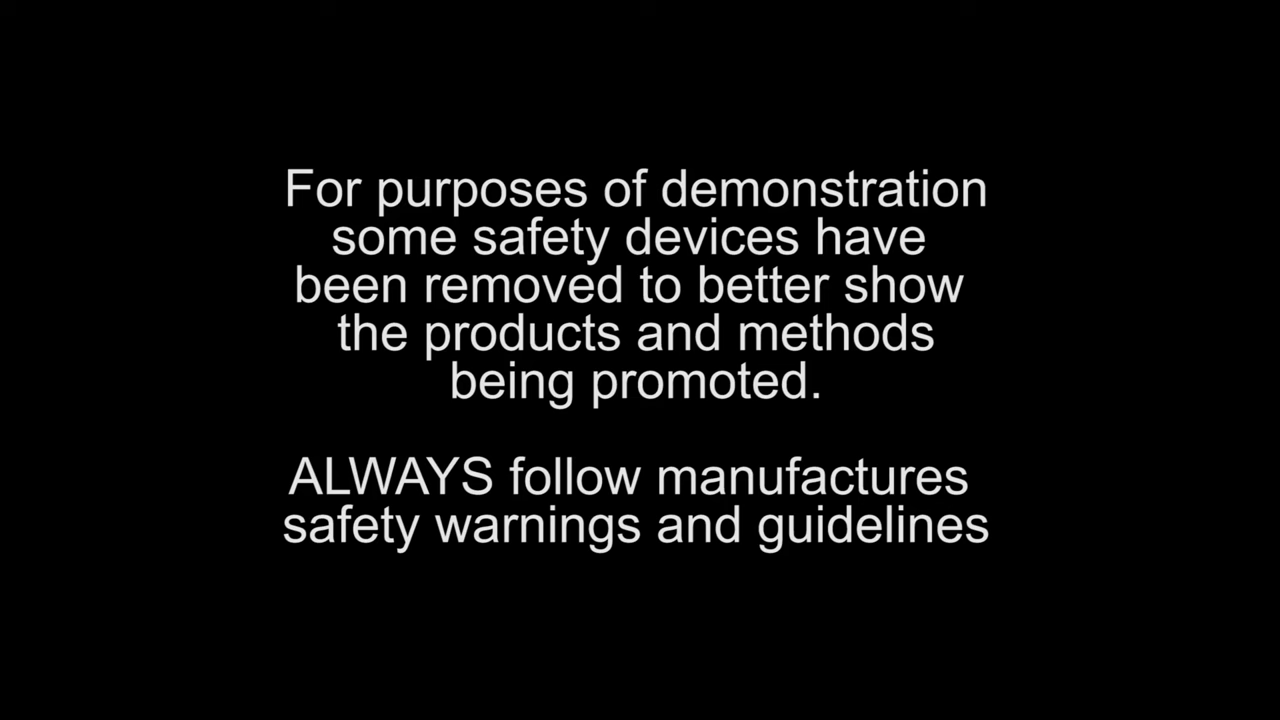 For purposes of demonstration
some safety devices have
been removed to better show
the products and methods
being promoted.
ALWAYS follow manufactures
safety warnings and guidelines